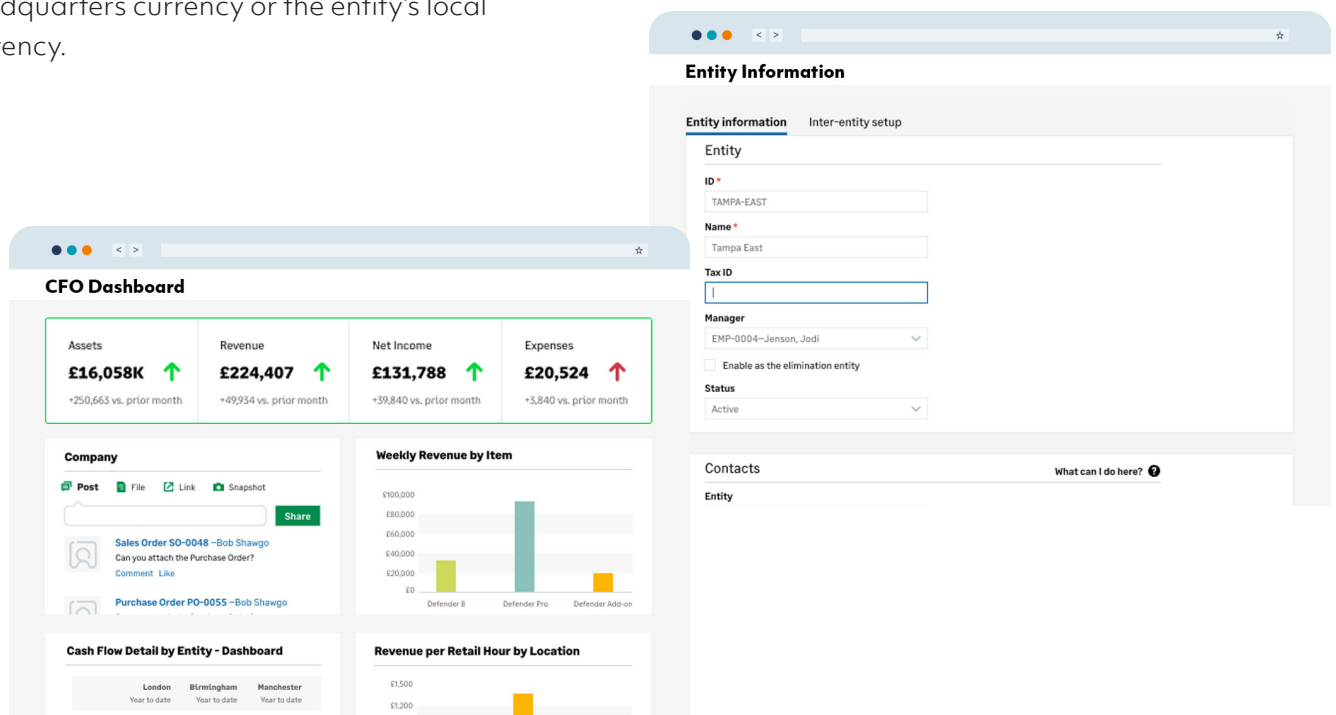 dquarters currency or the entity's local
ency.
< >
☆
Entity Information
Entity information Inter-entity setup
Entity
ID *
TAMPA-EAST
Name *
Tampa East
Tax ID
Manager
EMP-0004–Jenson, Jodi
Enable as the elimination entity
Status
Active
Contacts
What can I do here? ?
Entity
< >
☆
CFO Dashboard
Assets Revenue Net Income Expenses
£16,058K ↑ £224,407 ↑ £131,788 ↑ £20,524 ↑
+250,663 vs. prior month +49,934 vs. prior month +39,840 vs. prior month +3,840 vs. prior month
Company
Post File Link Snapshot
Share
Sales Order SO-0048 –Bob Shawgo
Can you attach the Purchase Order?
Comment Like
Purchase Order PO-0055 –Bob Shawgo
Weekly Revenue by Item
£100,000
£80,000
£60,000
£40,000
£20,000
£0
Defender 8 Defender Pro Defender Add-on
Cash Flow Detail by Entity - Dashboard
London Birmingham Manchester
Year to date Year to date Year to date
Revenue per Retail Hour by Location
£1,500
£1,200